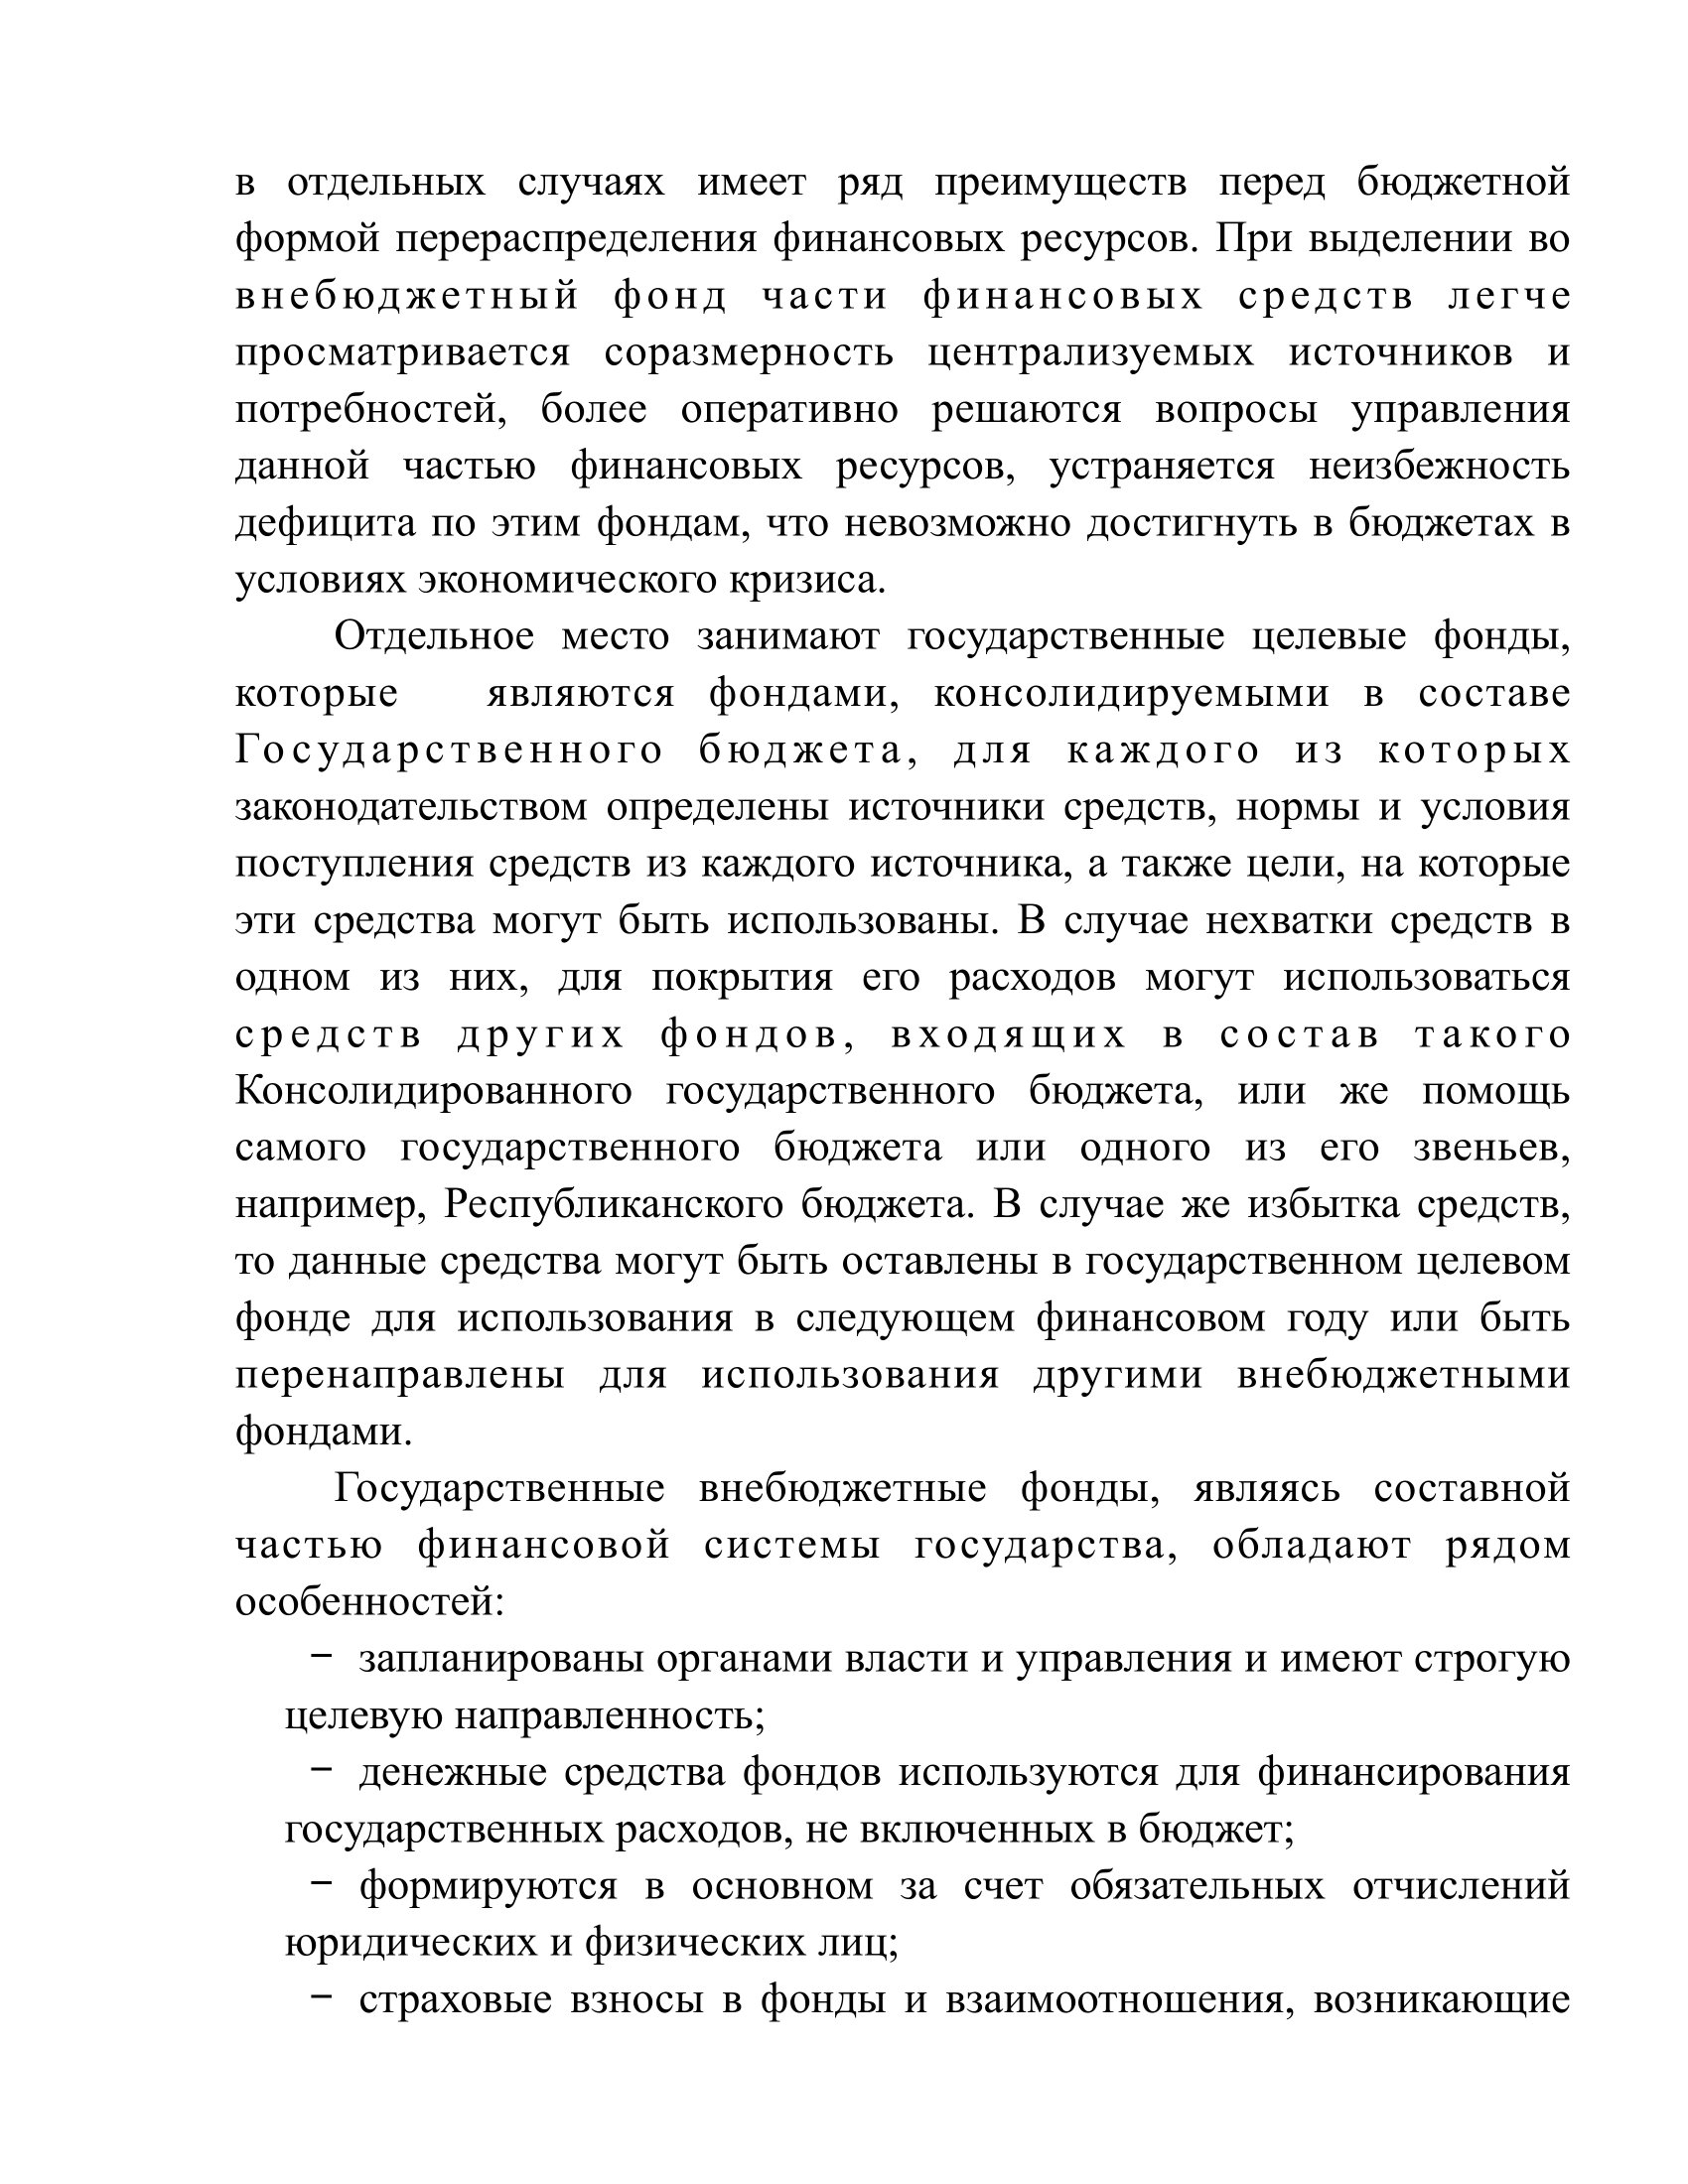 в отдельных случаях имеет ряд преимуществ перед бюджетной
формой перераспределения финансовых ресурсов. При выделении во
внебюджетный фонд части финансовых средств легче
просматривается соразмерность централизуемых источников и
потребностей, более оперативно решаются вопросы управления
данной частью финансовых ресурсов, устраняется неизбежность
дефицита по этим фондам, что невозможно достигнуть в бюджетах в
условиях экономического кризиса.
Отдельное место занимают государственные целевые фонды,
которые являются фондами, консолидируемыми в составе
Государственного бюджета, для каждого из которых
законодательством определены источники средств, нормы и условия
поступления средств из каждого источника, а также цели, на которые
эти средства могут быть использованы. В случае нехватки средств в
одном из них, для покрытия его расходов могут использоваться
средств других фондов, входящих в состав такого
Консолидированного государственного бюджета, или же помощь
самого государственного бюджета или одного из его звеньев,
например, Республиканского бюджета. В случае же избытка средств,
то данные средства могут быть оставлены в государственном целевом
фонде для использования в следующем финансовом году или быть
перенаправлены для использования другими внебюджетными
фондами.
Государственные внебюджетные фонды, являясь составной
частью финансовой системы государства, обладают рядом
особенностей:
− запланированы органами власти и управления и имеют строгую
целевую направленность;
− денежные средства фондов используются для финансирования
государственных расходов, не включенных в бюджет;
− формируются в основном за счет обязательных отчислений
юридических и физических лиц;
− страховые взносы в фонды и взаимоотношения, возникающие